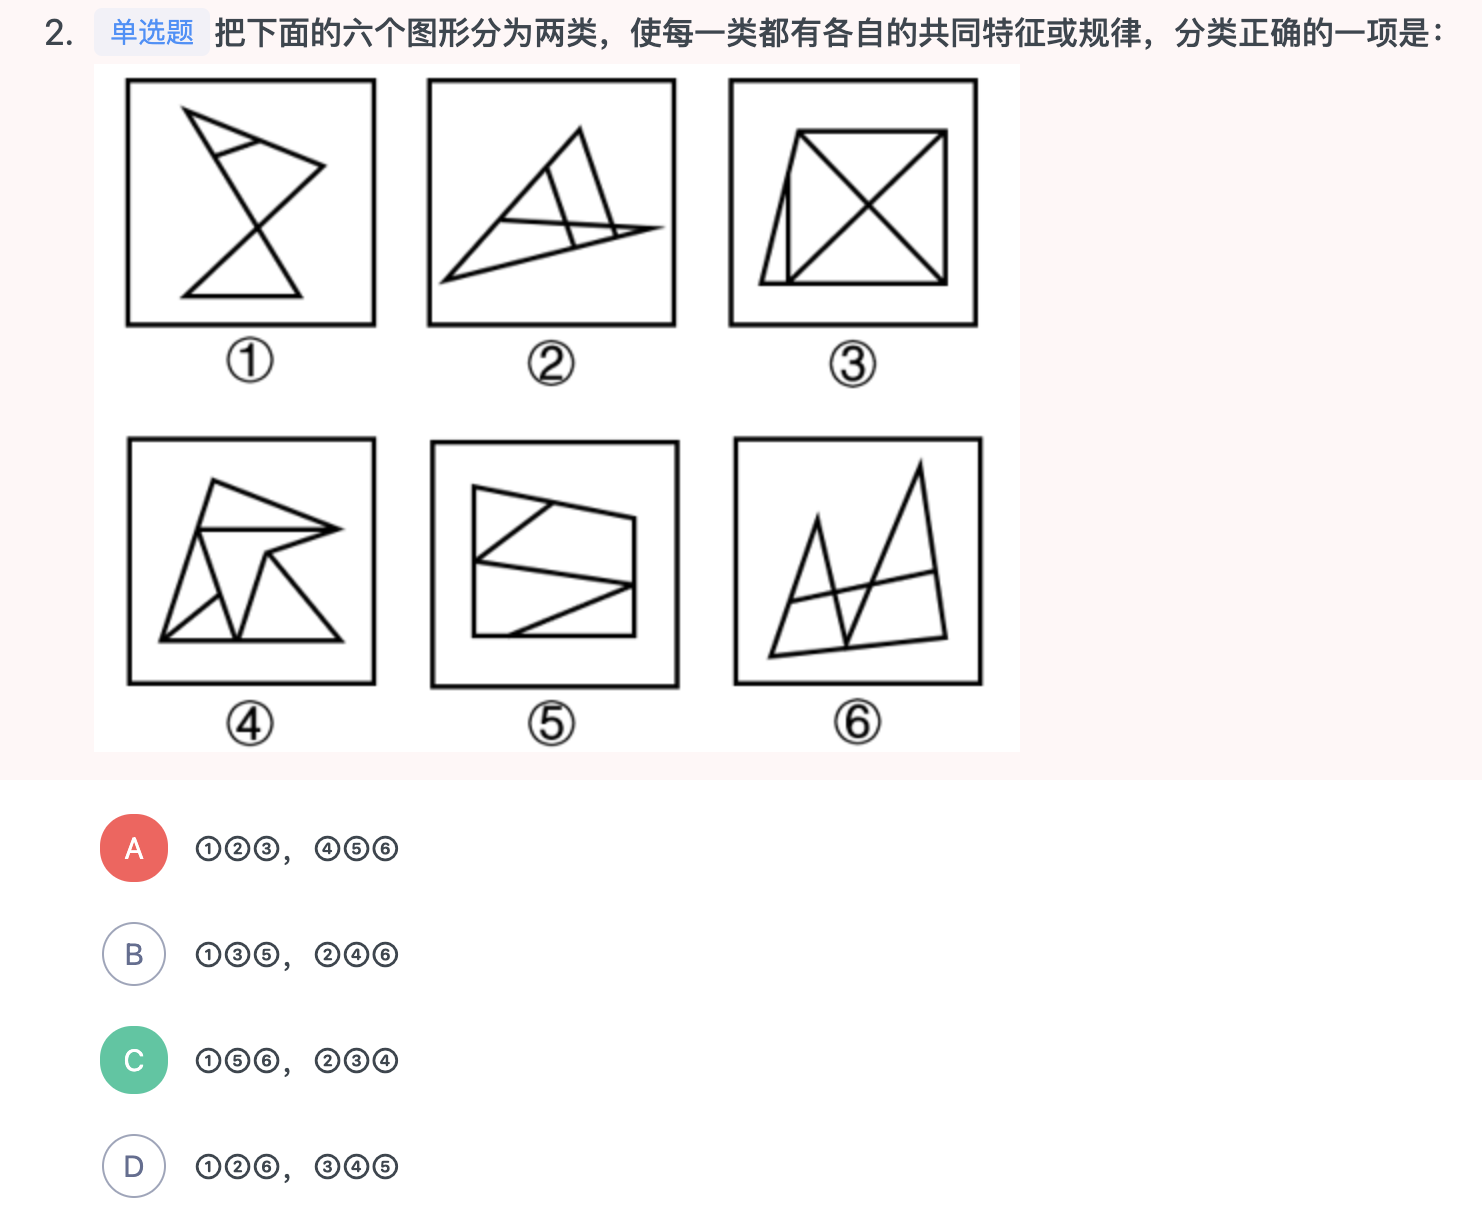 2. 单选题 把下面的六个图形分为两类，使每一类都有各自的共同特征或规律，分类正确的一项是：
① ② ③
④ ⑤ ⑥
A ①②③，④⑤⑥
B ①③⑤，②④⑥
C ①⑤⑥，②③④
D ①②⑥，③④⑤